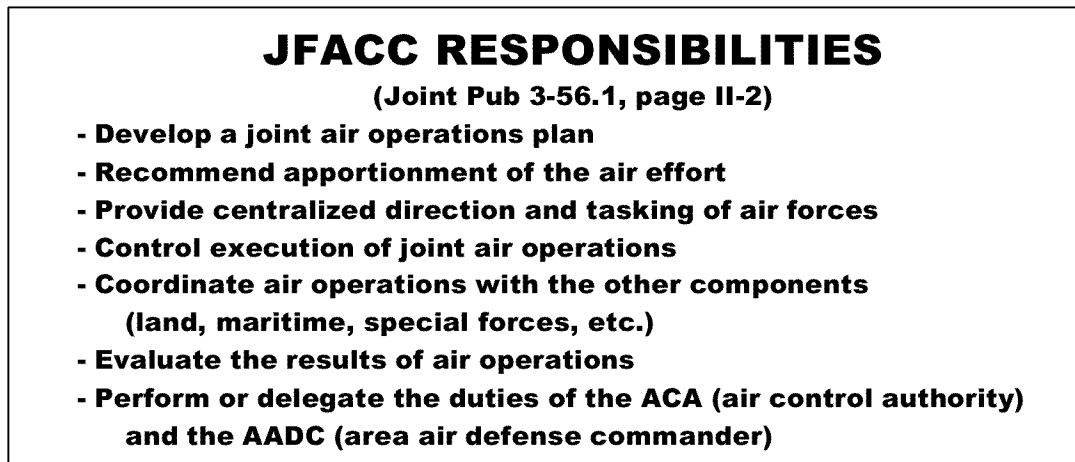 JFACC RESPONSIBILITIES
(Joint Pub 3-56.1, page II-2)
- Develop a joint air operations plan
- Recommend apportionment of the air effort
- Provide centralized direction and tasking of air forces
- Control execution of joint air operations
- Coordinate air operations with the other components
(land, maritime, special forces, etc.)
- Evaluate the results of air operations
- Perform or delegate the duties of the ACA (air control authority)
and the AADC (area air defense commander)